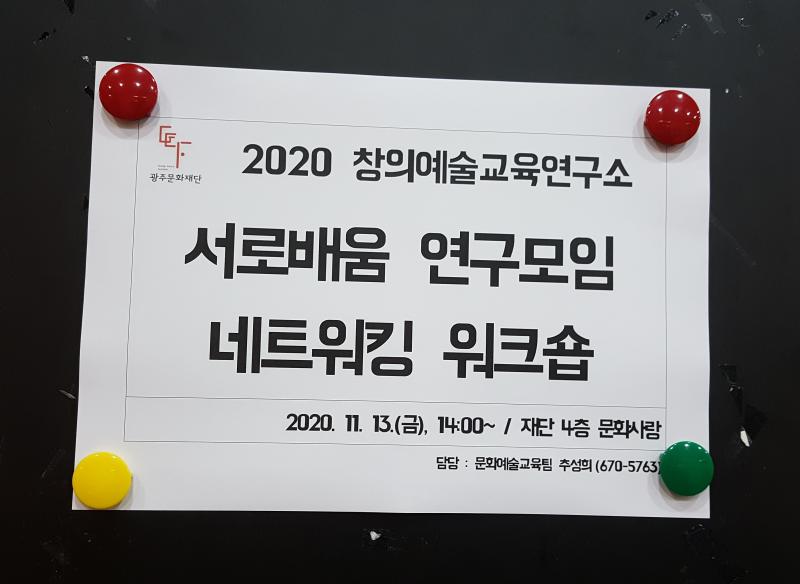 광주문화재단
2020 창의예술교육연구소
서로배움 연구모임
네트워킹 워크숍
2020. 11. 13.(금), 14:00~ / 재단 4층 문화사랑
담당 : 문화예술교육팀 추성희(670-5763)